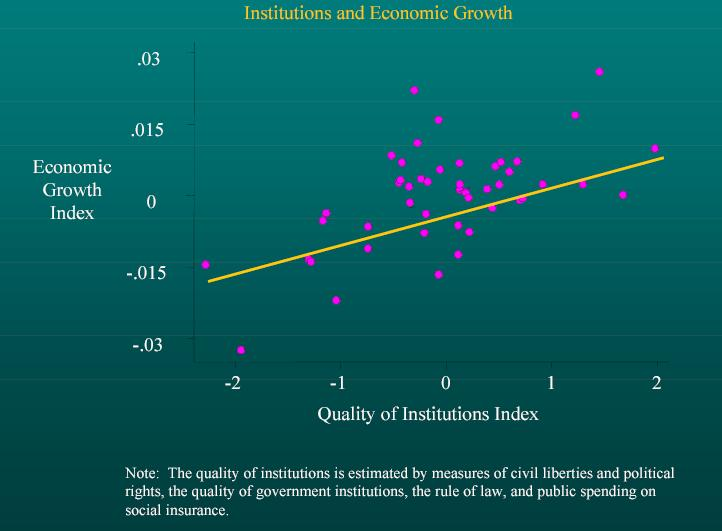 Institutions and Economic Growth
.03
.015
Economic
Growth
Index
0
-.015
-.03
-2 -1 0 1 2
Quality of Institutions Index
Note: The quality of institutions is estimated by measures of civil liberties and political
rights, the quality of government institutions, the rule of law, and public spending on
social insurance.